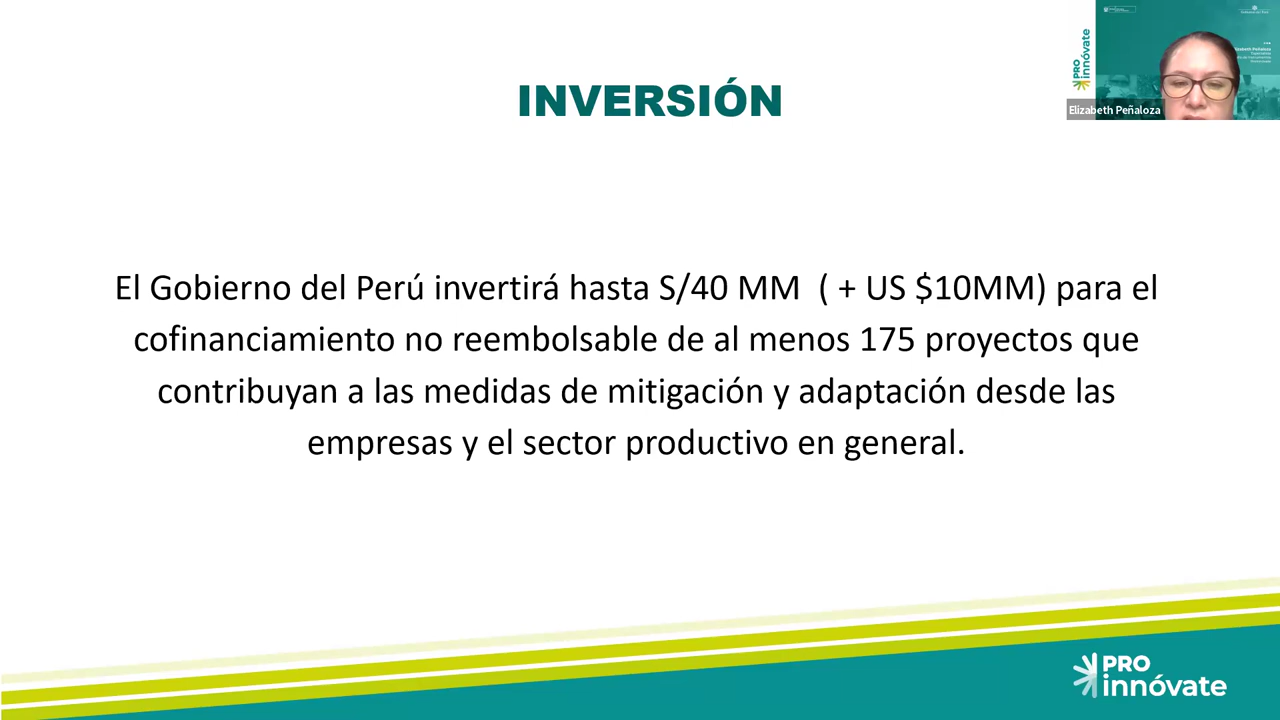 INVERSIÓN
El Gobierno del Perú invertirá hasta S/40 MM ( + US $10MM) para el
cofinanciamiento no reembolsable de al menos 175 proyectos que
contribuyan a las medidas de mitigación y adaptación desde las
empresas y el sector productivo en general.
PRO
innóvate
Elizabeth Peñaloza
PRO
innóvate